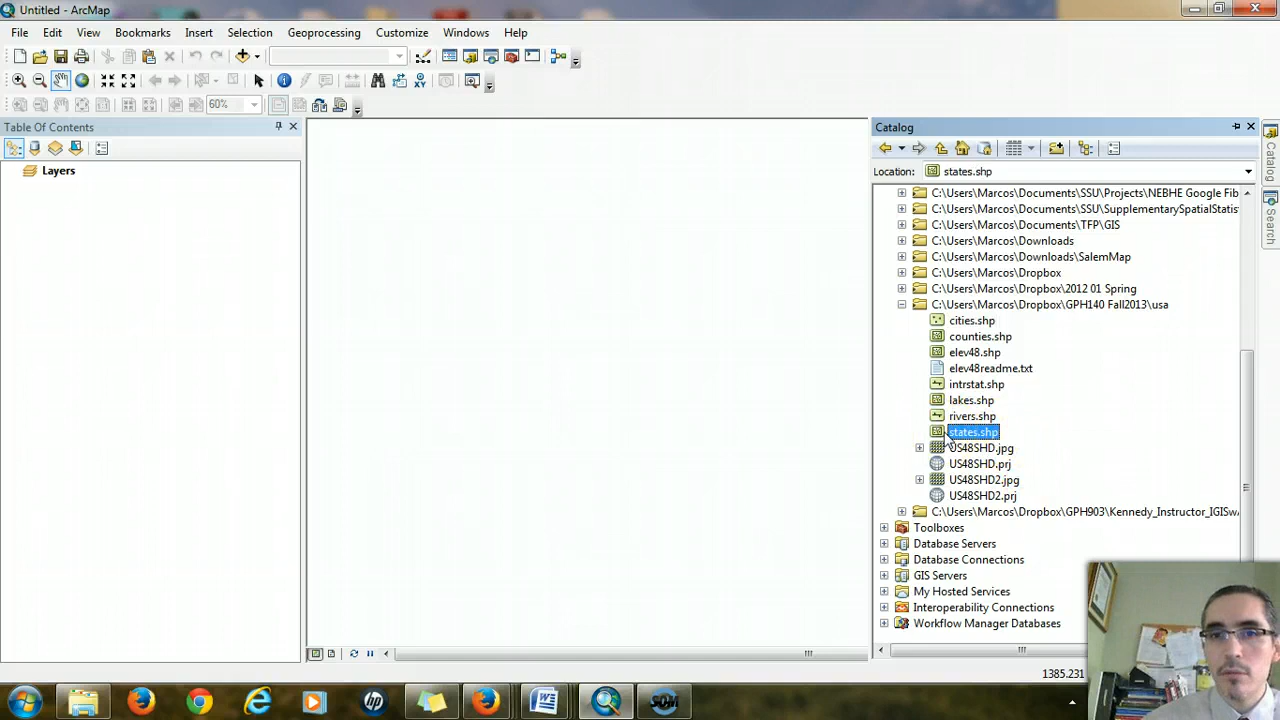 Untitled - ArcMap
File Edit View Bookmarks Insert Selection Geoprocessing Customize Windows Help
60%
Table Of Contents
Layers
Catalog
Location: states.shp
C:\Users\Marcos\Documents\SSU\Projects\NEBHE Google Fib
C:\Users\Marcos\Documents\SSU\SupplementarySpatialStatis
C:\Users\Marcos\Documents\TFP\GIS
C:\Users\Marcos\Downloads
C:\Users\Marcos\Downloads\SalemMap
C:\Users\Marcos\Dropbox
C:\Users\Marcos\Dropbox\2012 01 Spring
C:\Users\Marcos\Dropbox\GPH140 Fall2013\usa
cities.shp
counties.shp
elev48.shp
elev48readme.txt
intrstat.shp
lakes.shp
rivers.shp
states.shp
US48SHD.jpg
US48SHD.prj
US48SHD2.jpg
US48SHD2.prj
C:\Users\Marcos\Dropbox\GPH903\Kennedy_Instructor_IGISw
Toolboxes
Database Servers
Database Connections
GIS Servers
My Hosted Services
Interoperability Connections
Workflow Manager Databases
Catalog
Search
1385.231
hp
W
SOM